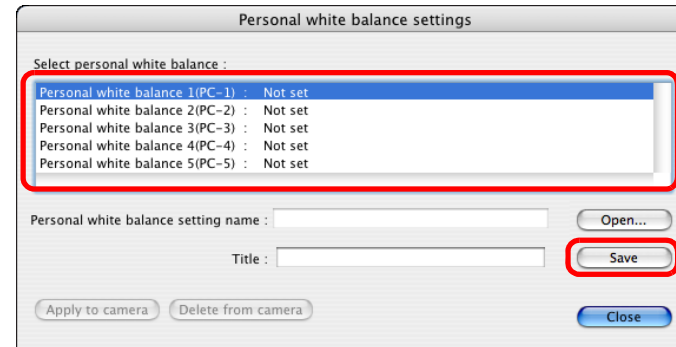 Personal white balance settings
Select personal white balance :
Personal white balance 1(PC-1) : Not set
Personal white balance 2(PC-2) : Not set
Personal white balance 3(PC-3) : Not set
Personal white balance 4(PC-4) : Not set
Personal white balance 5(PC-5) : Not set
Personal white balance setting name :
Open...
Title :
Save
Apply to camera
Delete from camera
Close